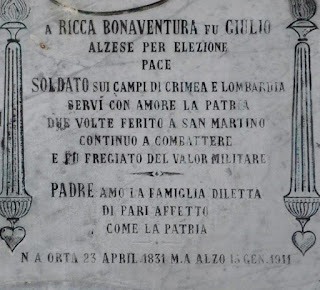 A RICCA BONAVENTURA FU GIULIO
ALZESE PER ELEZIONE
PACE
SOLDATO SUI CAMPI DI CRIMEA E LOMBARDIA
SERVÌ CON AMORE LA PATRIA
DUE VOLTE FERITO A SAN MARTINO
CONTINUO A COMBATTERE
E FU FREGIATO DEL VALOR MILITARE
PADRE AMO LA FAMIGLIA DILETTA
DI PARI AFFETTO
COME LA PATRIA
N. A ORTA 23 APRIL 1831 M. A ALZO 15 GEN. 1911